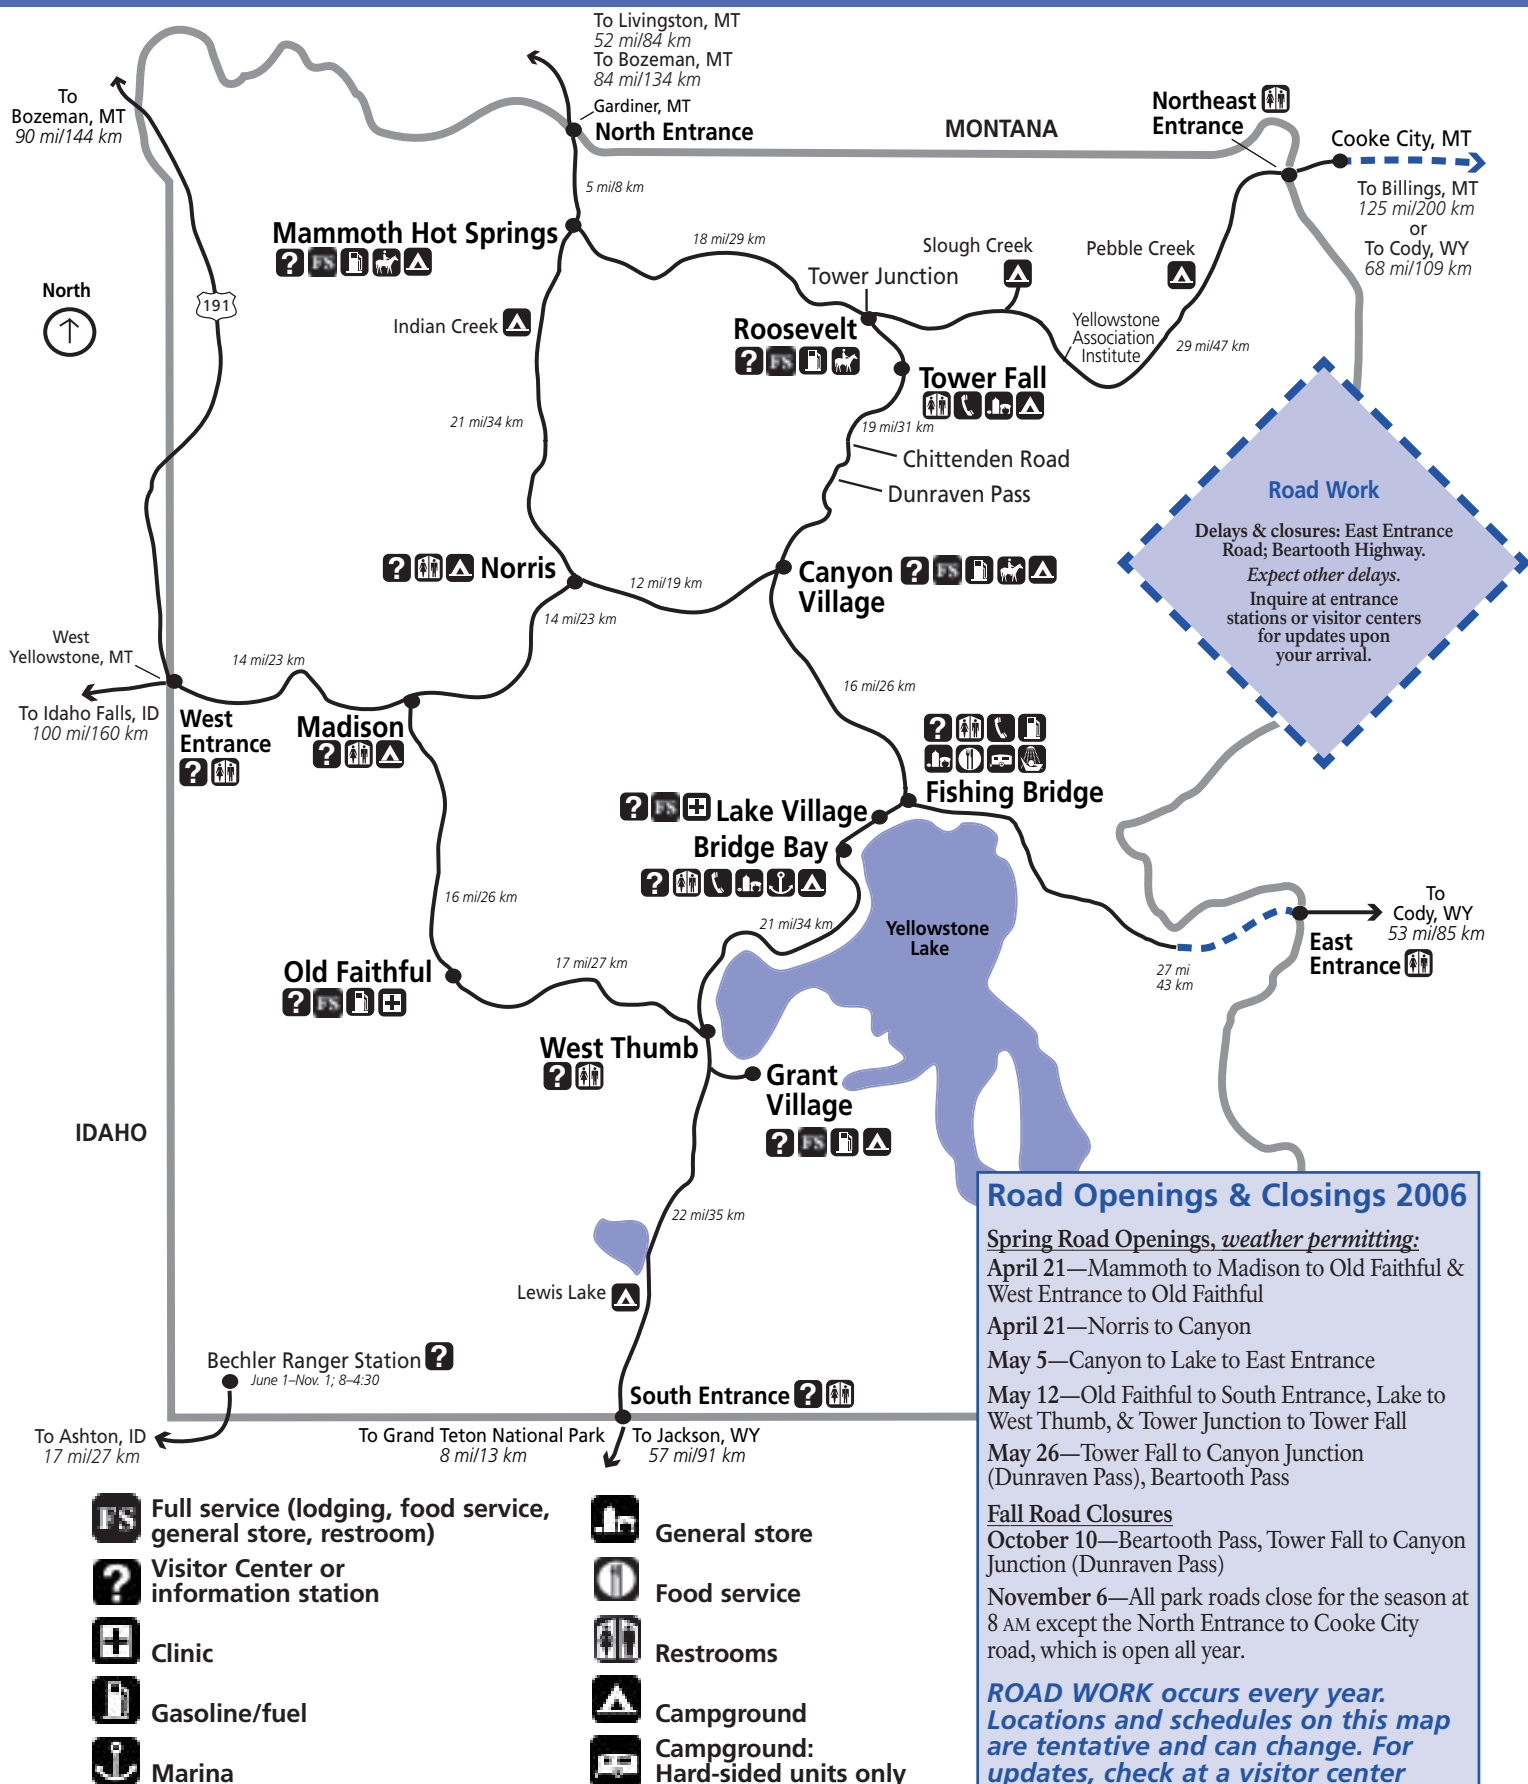 To Livingston, MT
52 mi/84 km
To Bozeman, MT
84 mi/134 km
Gardiner, MT
North Entrance
To
Bozeman, MT
90 mi/144 km
MONTANA
Northeast
Entrance
Cooke City, MT
To Billings, MT
125 mi/200 km
or
To Cody, WY
68 mi/109 km
5 mi/8 km
Mammoth Hot Springs
? FS
18 mi/29 km
Slough Creek
Pebble Creek
Tower Junction
North
191
Indian Creek
Roosevelt
? FS
Yellowstone
Association
Institute
29 mi/47 km
Tower Fall
21 mi/34 km
19 mi/31 km
Chittenden Road
Dunraven Pass
Road Work
Delays & closures: East Entrance
Road; Beartooth Highway.
Expect other delays.
Inquire at entrance
stations or visitor centers
for updates upon
your arrival.
? Norris
12 mi/19 km
Canyon ? FS
Village
14 mi/23 km
West
Yellowstone, MT
14 mi/23 km
16 mi/26 km
To Idaho Falls, ID
100 mi/160 km
West
Entrance
?
Madison
?
?
Fishing Bridge
? FS Lake Village
Bridge Bay
?
16 mi/26 km
21 mi/34 km
Yellowstone
Lake
To
Cody, WY
53 mi/85 km
East
Entrance
27 mi
43 km
Old Faithful
? FS
17 mi/27 km
West Thumb
?
Grant
Village
? FS
IDAHO
22 mi/35 km
Lewis Lake
Bechler Ranger Station ?
June 1–Nov. 1; 8–4:30
South Entrance ?
To Ashton, ID
17 mi/27 km
To Grand Teton National Park
8 mi/13 km
To Jackson, WY
57 mi/91 km
FS Full service (lodging, food service,
general store, restroom)
? Visitor Center or
information station
Clinic
Gasoline/fuel
Marina
General store
Food service
Restrooms
Campground
Campground:
Hard-sided units only
Road Openings & Closings 2006
Spring Road Openings, weather permitting:
April 21—Mammoth to Madison to Old Faithful &
West Entrance to Old Faithful
April 21—Norris to Canyon
May 5—Canyon to Lake to East Entrance
May 12—Old Faithful to South Entrance, Lake to
West Thumb, & Tower Junction to Tower Fall
May 26—Tower Fall to Canyon Junction
(Dunraven Pass), Beartooth Pass
Fall Road Closures
October 10—Beartooth Pass, Tower Fall to Canyon
Junction (Dunraven Pass)
November 6—All park roads close for the season at
8 AM except the North Entrance to Cooke City
road, which is open all year.
ROAD WORK occurs every year.
Locations and schedules on this map
are tentative and can change. For
updates, check at a visitor center